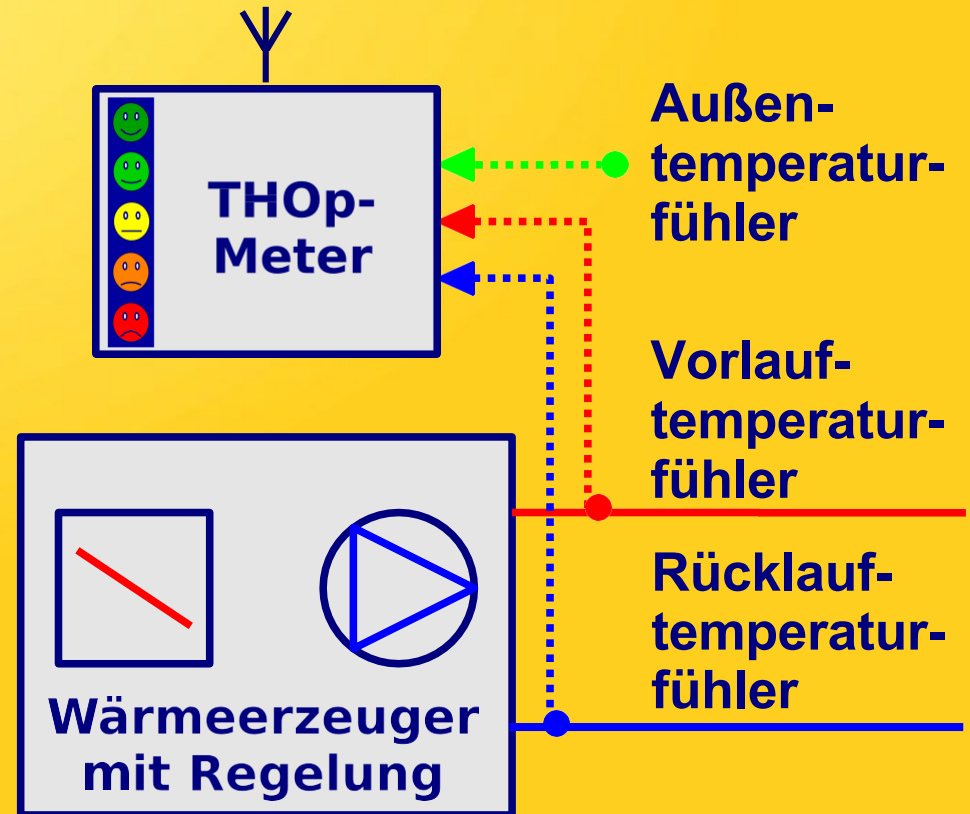 THOp-
Meter
Außen-
temperatur-
fühler
Vorlauf-
temperatur-
fühler
Rücklauf-
temperatur-
fühler
Wärmeerzeuger
mit Regelung